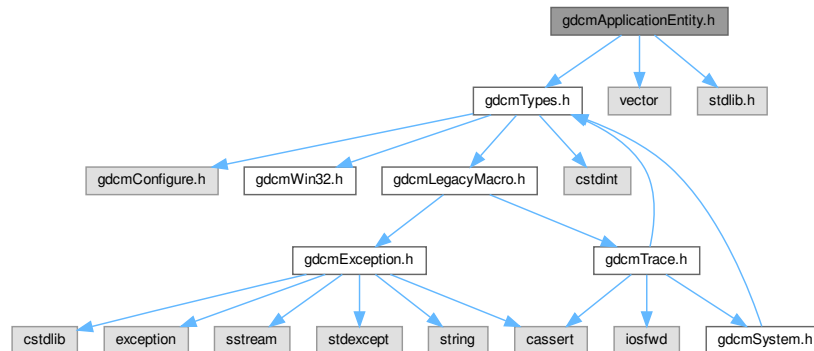 gdcmApplicationEntity.h
gdcmTypes.h
vector
stdlib.h
gdcmConfigure.h
gdcmWin32.h
gdcmLegacyMacro.h
cstdint
gdcmException.h
gdcmTrace.h
cstdlib
exception
sstream
stdexcept
string
cassert
iosfwd
gdcmSystem.h